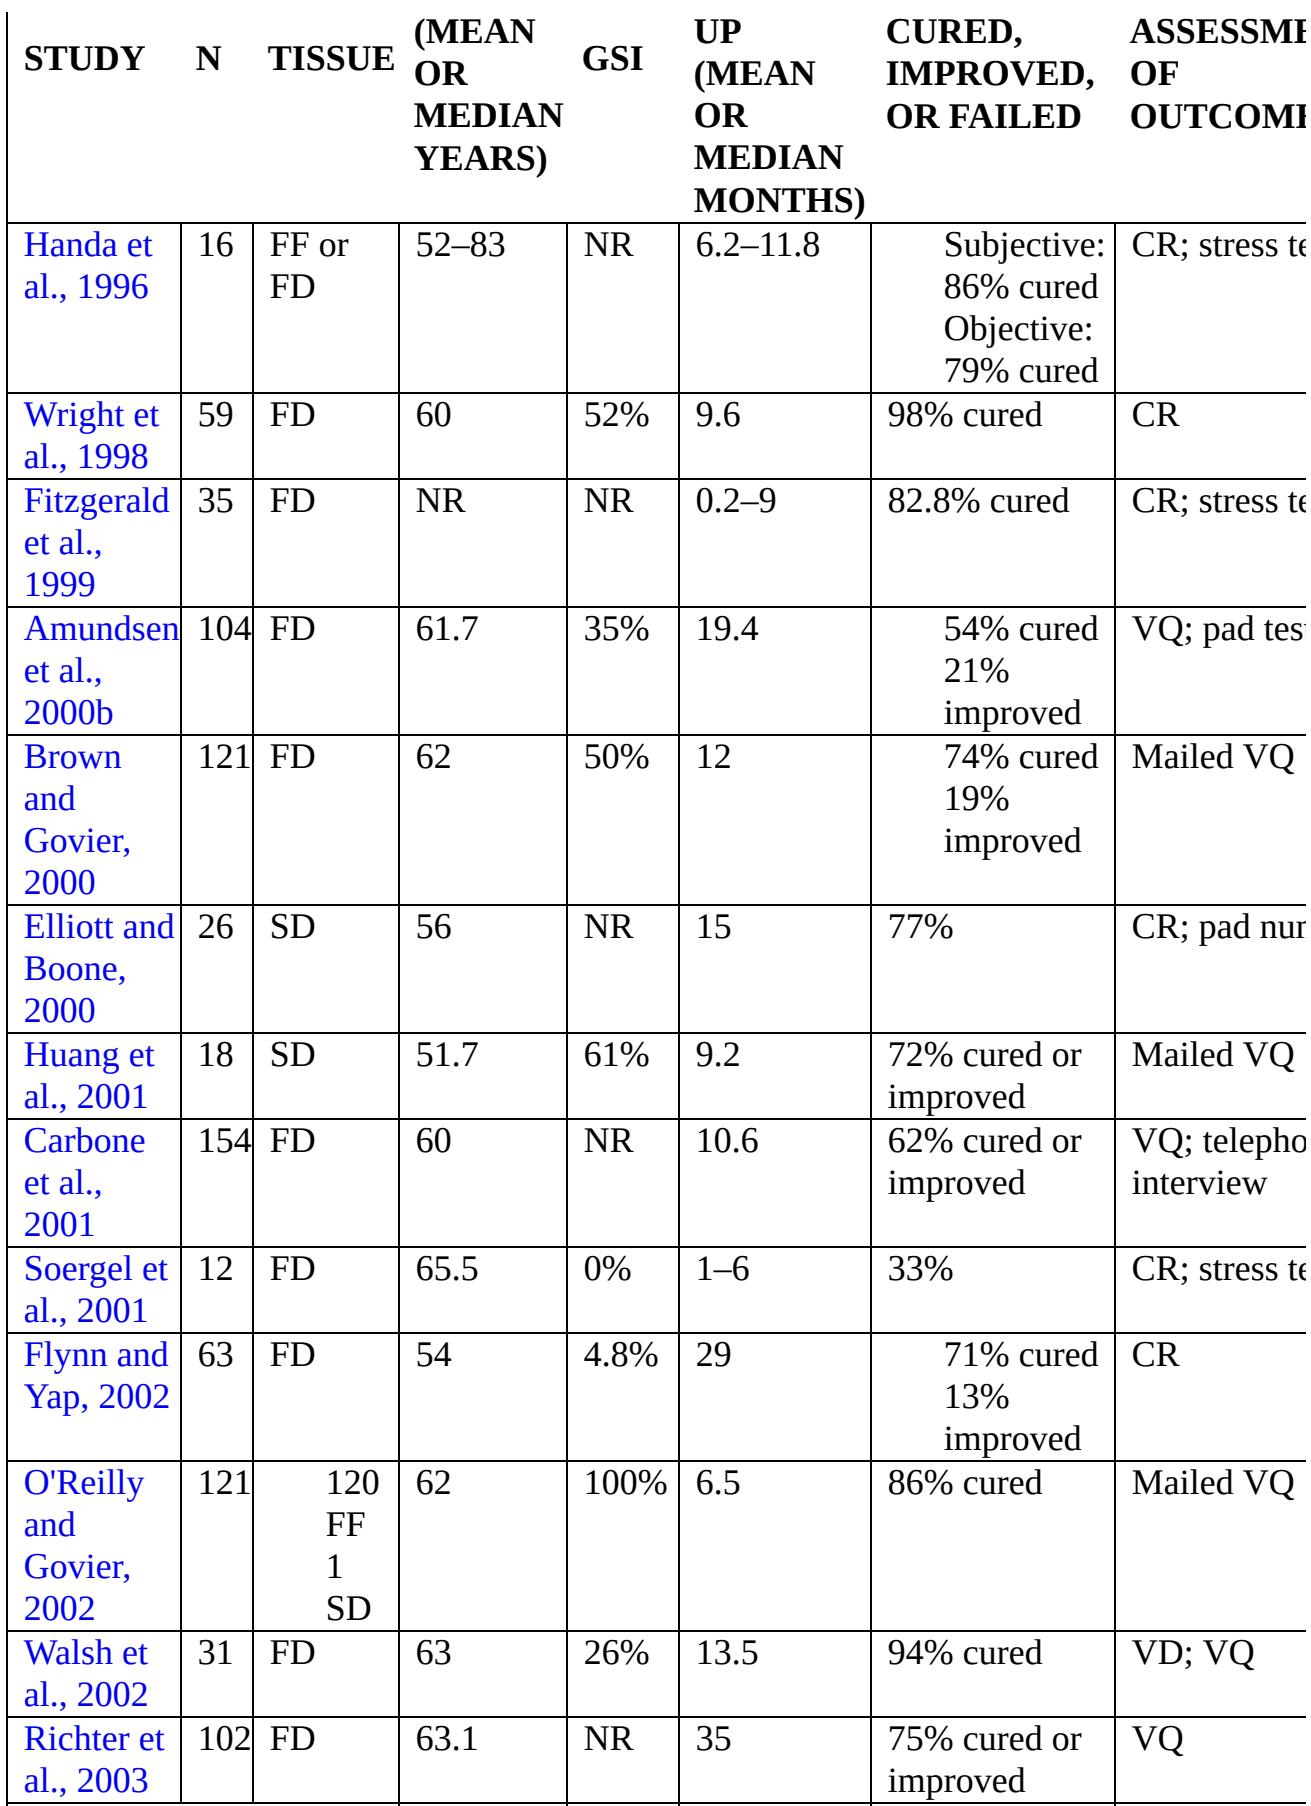 STUDY N TISSUE (MEAN OR MEDIAN YEARS) GSI UP (MEAN OR MEDIAN MONTHS) CURED, IMPROVED, OR FAILED ASSESSME OF OUTCOME
Handa et 16 FF or 52–83 NR 6.2–11.8 Subjective: CR; stress te
al., 1996 FD 86% cured
Objective:
79% cured
Wright et 59 FD 60 52% 9.6 98% cured CR
al., 1998
Fitzgerald 35 FD NR NR 0.2–9 82.8% cured CR; stress te
et al.,
1999
Amundsen 104 FD 61.7 35% 19.4 54% cured VQ; pad tes
et al., 21%
2000b improved
Brown 121 FD 62 50% 12 74% cured Mailed VQ
and 19%
Govier, improved
2000
Elliott and 26 SD 56 NR 15 77% CR; pad nu
Boone,
2000
Huang et 18 SD 51.7 61% 9.2 72% cured or Mailed VQ
al., 2001 improved
Carbone 154 FD 60 NR 10.6 62% cured or VQ; telepho
et al., improved interview
2001
Soergel et 12 FD 65.5 0% 1–6 33% CR; stress te
al., 2001
Flynn and 63 FD 54 4.8% 29 71% cured CR
Yap, 2002 13%
improved
O'Reilly 121 120 62 100% 6.5 86% cured Mailed VQ
and FF
Govier, 1
2002 SD
Walsh et 31 FD 63 26% 13.5 94% cured VD; VQ
al., 2002
Richter et 102 FD 63.1 NR 35 75% cured or VQ
al., 2003 improved